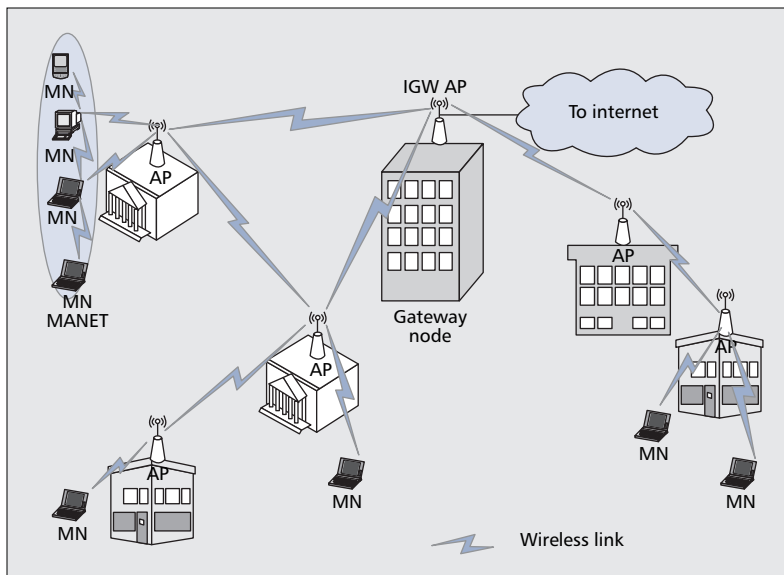 MN
IGW AP
To internet
MN
AP
MN
AP
MN
MANET
Gateway
node
AP
AP
AP
MN
MN
MN
MN
Wireless link